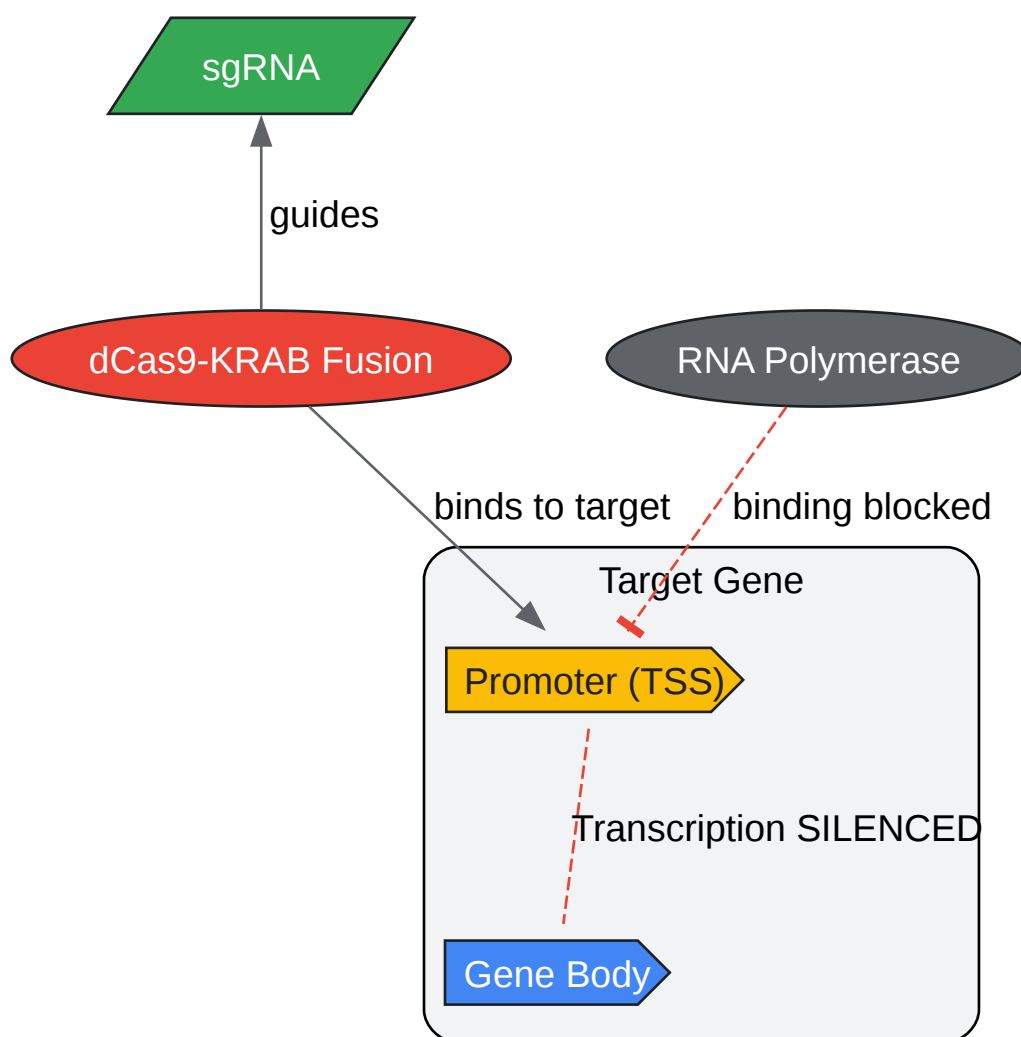 sgRNA
guides
dCas9-KRAB Fusion
RNA Polymerase
binds to target
binding blocked
Target Gene
Promoter (TSS)
Transcription SILENCED
Gene Body